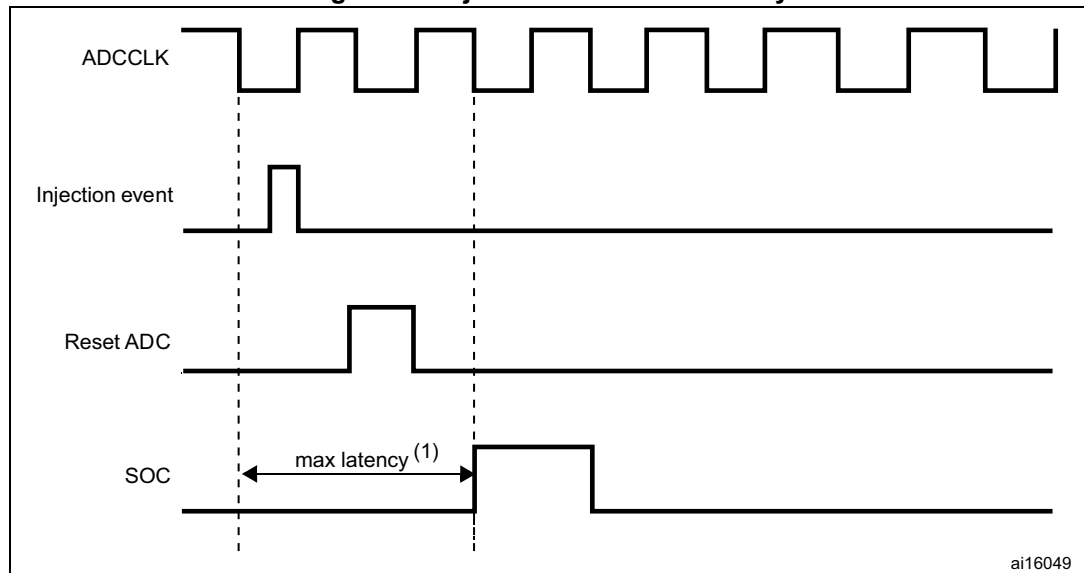 ADCCLK
Injection event
Reset ADC
max latency (1)
SOC
ai16049